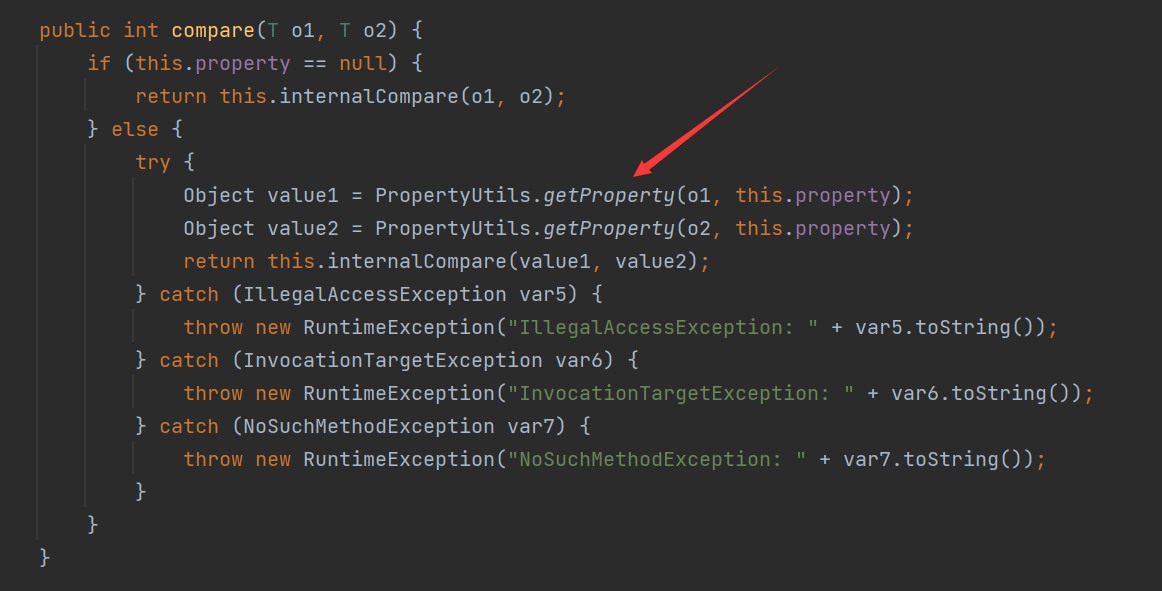 public int compare(T o1, T o2) {
if (this.property == null) {
return this.internalCompare(o1, o2);
} else {
try {
Object value1 = PropertyUtils.getProperty(o1, this.property);
Object value2 = PropertyUtils.getProperty(o2, this.property);
return this.internalCompare(value1, value2);
} catch (IllegalAccessException var5) {
throw new RuntimeException("IllegalAccessException: " + var5.toString());
} catch (InvocationTargetException var6) {
throw new RuntimeException("InvocationTargetException: " + var6.toString());
} catch (NoSuchMethodException var7) {
throw new RuntimeException("NoSuchMethodException: " + var7.toString());
}
}
}